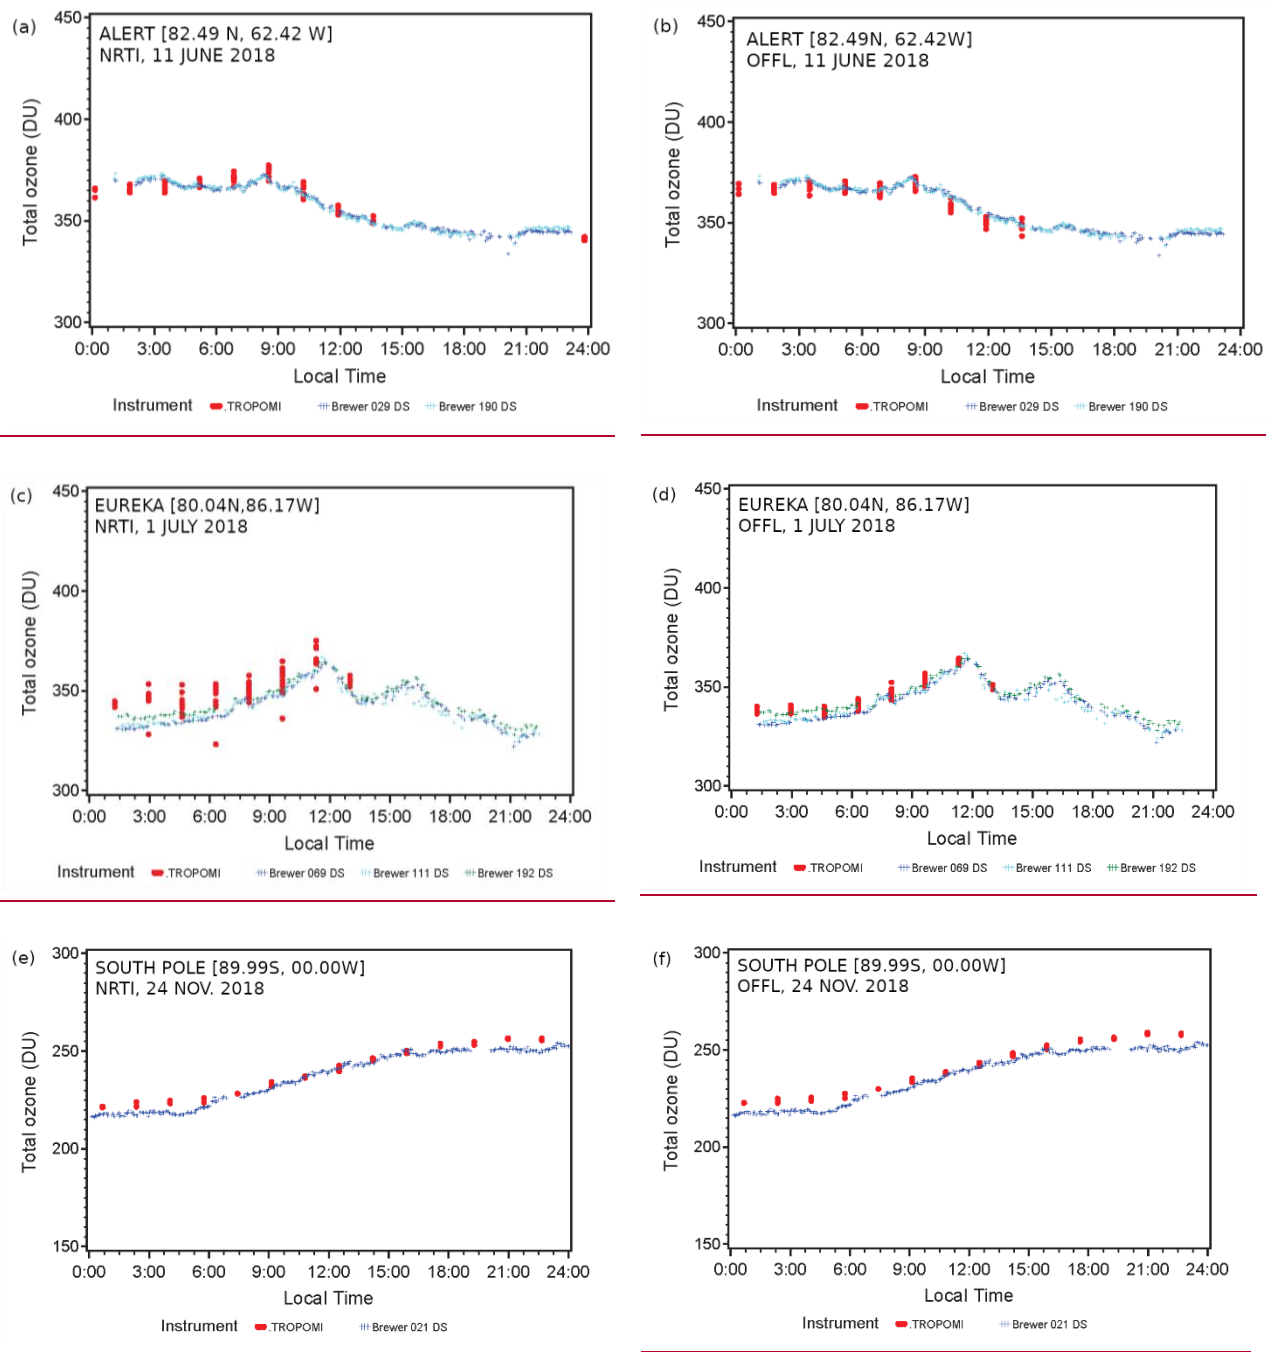 (a)
ALERT [82.49 N, 62.42 W]
NRTI, 11 JUNE 2018
Total ozone (DU)
450
400
350
300
0:00 3:00 6:00 9:00 12:00 15:00 18:00 21:00 24:00
Local Time
Instrument .TROPOMI Brewer 029 DS Brewer 190 DS
(b)
ALERT [82.49N, 62.42W]
OFFL, 11 JUNE 2018
Total ozone (DU)
450
400
350
300
0:00 3:00 6:00 9:00 12:00 15:00 18:00 21:00 24:00
Local Time
Instrument .TROPOMI Brewer 029 DS Brewer 190 DS
(c)
EUREKA [80.04N,86.17W]
NRTI, 1 JULY 2018
Total ozone (DU)
450
400
350
300
0:00 3:00 6:00 9:00 12:00 15:00 18:00 21:00 24:00
Local Time
Instrument .TROPOMI Brewer 069 DS Brewer 111 DS Brewer 192 DS
(d)
EUREKA [80.04N, 86.17W]
OFFL, 1 JULY 2018
Total ozone (DU)
450
400
350
300
0:00 3:00 6:00 9:00 12:00 15:00 18:00 21:00 24:00
Local Time
Instrument .TROPOMI Brewer 069 DS Brewer 111 DS Brewer 192 DS
(e)
SOUTH POLE [89.99S, 00.00W]
NRTI, 24 NOV. 2018
Total ozone (DU)
300
250
200
150
0:00 3:00 6:00 9:00 12:00 15:00 18:00 21:00 24:00
Local Time
Instrument .TROPOMI Brewer 021 DS
(f)
SOUTH POLE [89.99S, 00.00W]
OFFL, 24 NOV. 2018
Total ozone (DU)
300
250
200
150
0:00 3:00 6:00 9:00 12:00 15:00 18:00 21:00 24:00
Local Time
Instrument .TROPOMI Brewer 021 DS